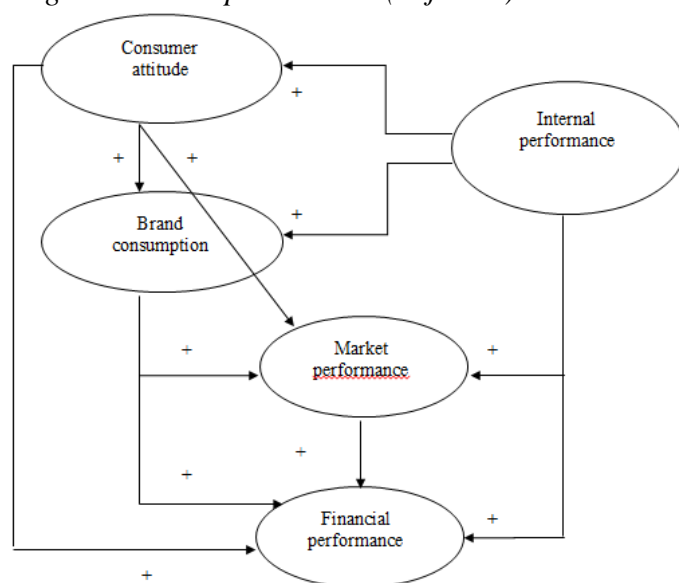 Consumer
attitude
+
Internal
performance
+
+
+
Brand
consumption
+
+
Market
performance
+
+
+
Financial
performance
+
+